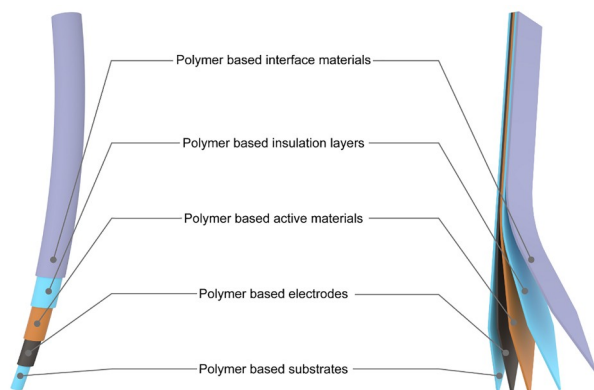 Polymer based interface materials
Polymer based insulation layers
Polymer based active materials
Polymer based electrodes
Polymer based substrates